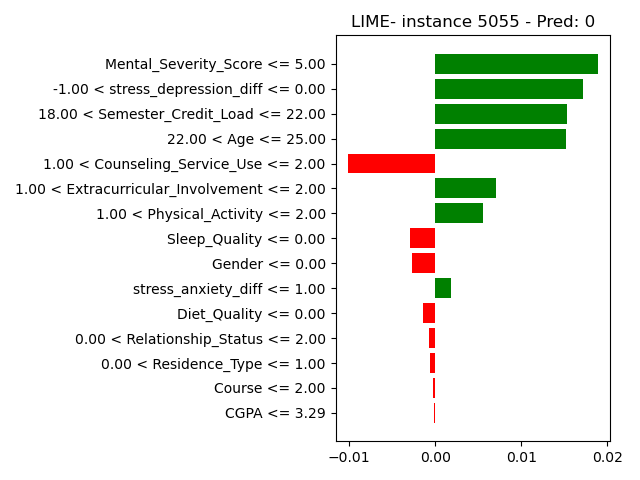 LIME- instance 5055 - Pred: 0
Mental_Severity_Score <= 5.00
-1.00 < stress_depression_diff <= 0.00
18.00 < Semester_Credit_Load <= 22.00
22.00 < Age <= 25.00
1.00 < Counseling_Service_Use <= 2.00
1.00 < Extracurricular_Involvement <= 2.00
1.00 < Physical_Activity <= 2.00
Sleep_Quality <= 0.00
Gender <= 0.00
stress_anxiety_diff <= 1.00
Diet_Quality <= 0.00
0.00 < Relationship_Status <= 2.00
0.00 < Residence_Type <= 1.00
Course <= 2.00
CGPA <= 3.29
−0.01 0.00 0.01 0.02